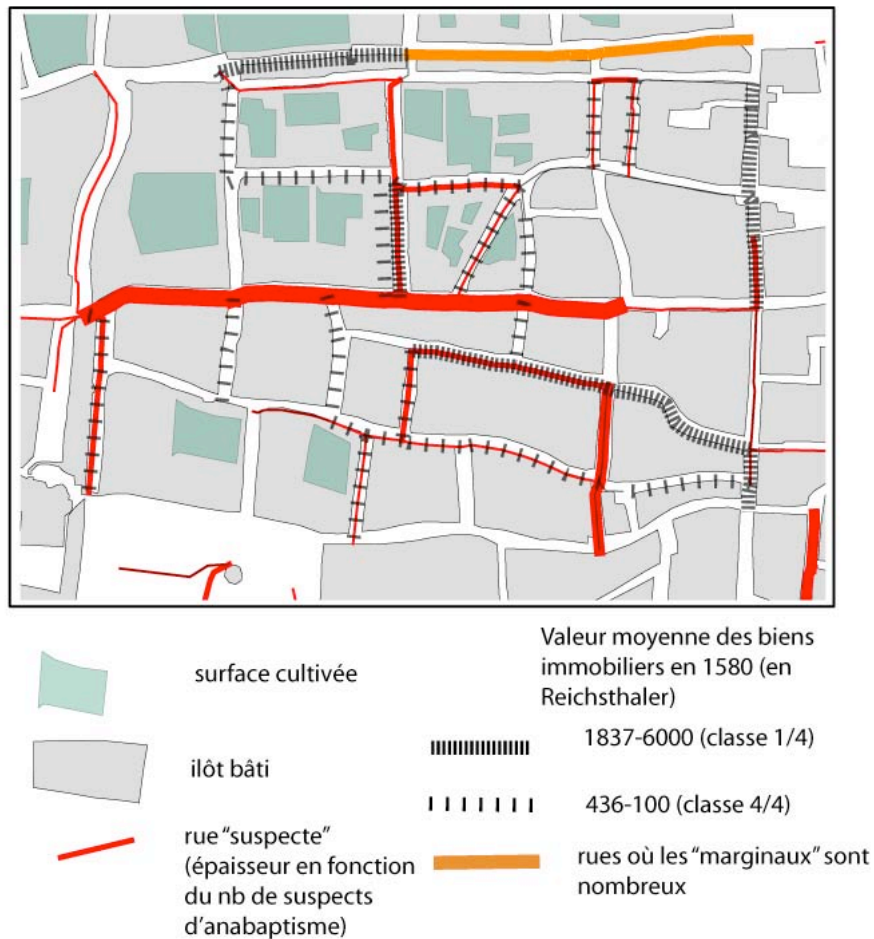 surface cultivée
ilôt bâti
rue "suspecte"
(épaisseur en fonction
du nb de suspects
d'anabaptisme)
Valeur moyenne des biens
immobiliers en 1580 (en
Reichsthaler)
1837-6000 (classe 1/4)
436-100 (classe 4/4)
rues où les "marginaux" sont
nombreux